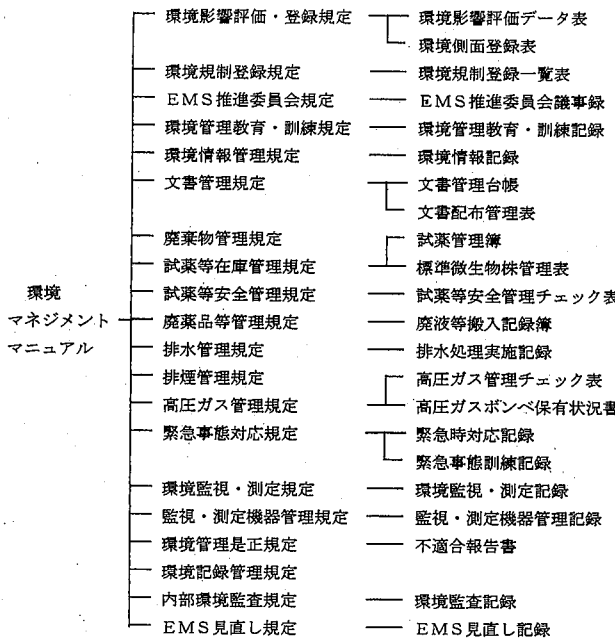 環境影響評価・登録規定 環境影響評価データ表
環境側面登録表
環境規制登録規定 環境規制登録一覧表
EMS推進委員会規定 EMS推進委員会議事録
環境管理教育・訓練規定 環境管理教育・訓練記録
環境情報管理規定 環境情報記録
文書管理規定 文書管理台帳
文書配布管理表
廃棄物管理規定 試薬管理簿
試薬等在庫管理規定 標準微生物株管理表
環境
試薬等安全管理規定 試薬等安全管理チェック表
マネジメント
廃薬品等管理規定 廃液等搬入記録簿
マニュアル
排水管理規定 排水処理実施記録
排煙管理規定 高圧ガス管理チェック表
高圧ガス管理規定 高圧ガスボンベ保有状況書
緊急事態対応規定 緊急時対応記録
緊急事態訓練記録
環境監視・測定規定 環境監視・測定記録
監視・測定機器管理規定 監視・測定機器管理記録
環境管理是正規定 不適合報告書
環境記録管理規定
内部環境監査規定 環境監査記録
EMS見直し規定 EMS見直し記録